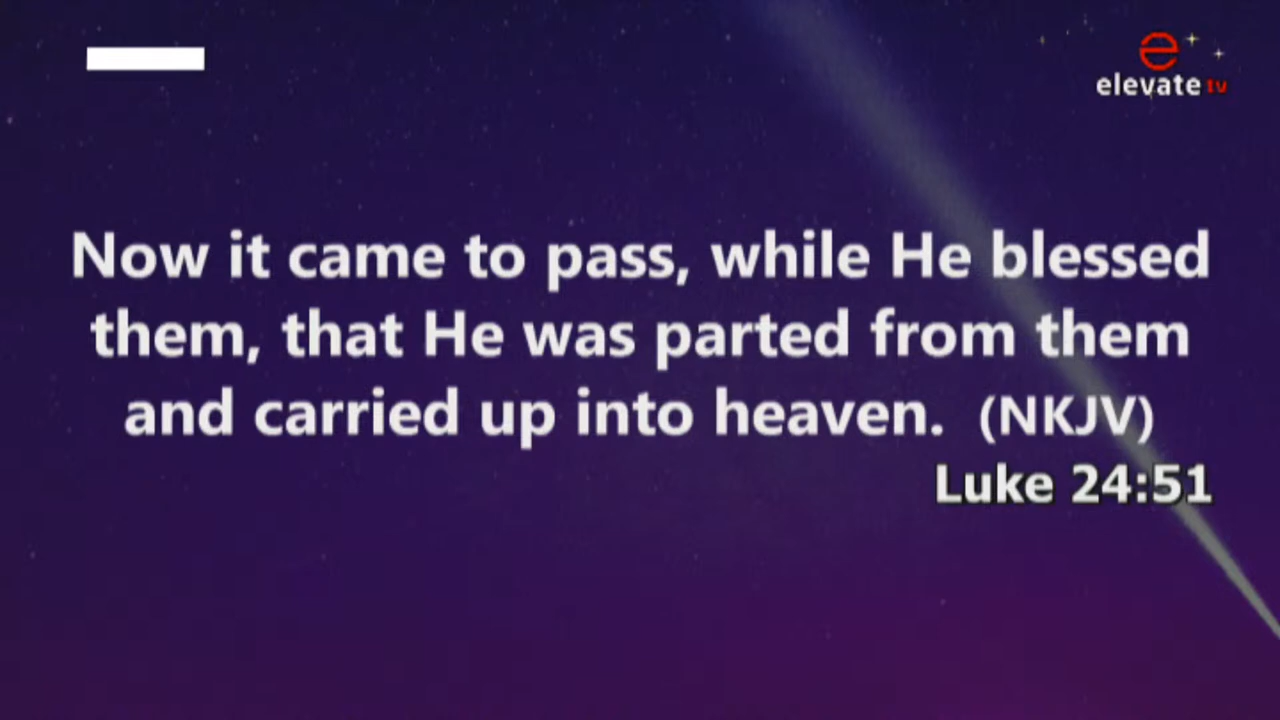 elevate tv
Now it came to pass, while He blessed
them, that He was parted from them
and carried up into heaven. (NKJV)
Luke 24:51